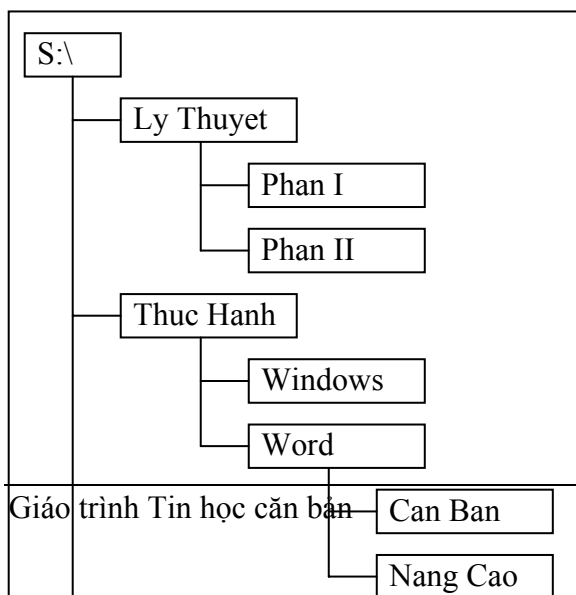 S:\
Ly Thuyet
Phan I
Phan II
Thuc Hanh
Windows
Word
Giáo trình Tin học căn bản
Can Ban
Nang Cao